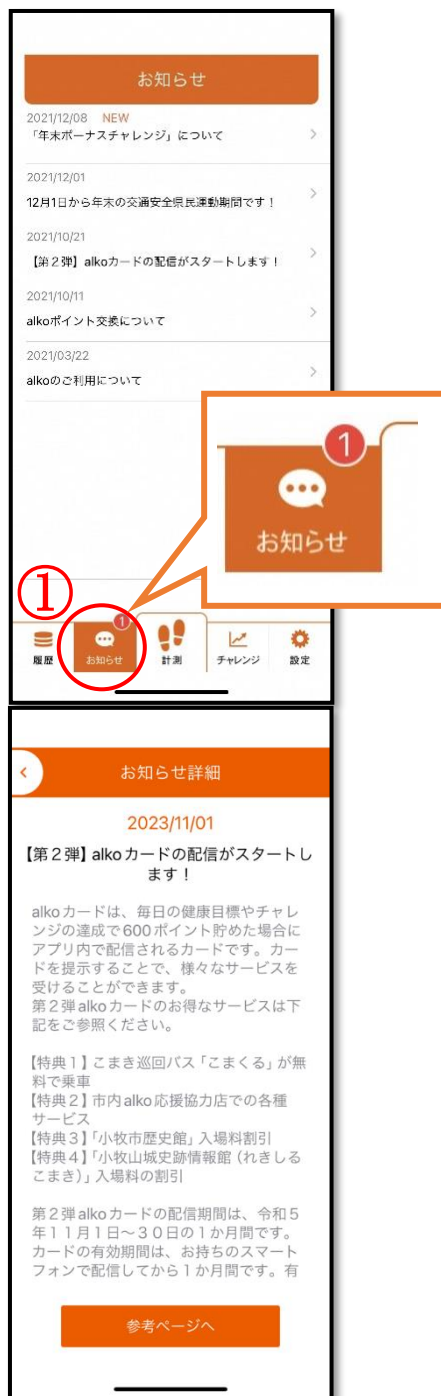 お知らせ
2021/12/08 NEW
「年末ボーナスチャレンジ」について
2021/12/01
12月1日から年末の交通安全県民運動期間です！
2021/10/21
【第２弾】alkoカードの配信がスタートします！
2021/10/11
alkoポイント交換について
2021/03/22
alkoのご利用について
1
お知らせ
①
1
履歴
お知らせ
計測
チャレンジ
設定
お知らせ詳細
2023/11/01
【第２弾】alkoカードの配信がスタートし
ます！
alkoカードは、毎日の健康目標やチャレ
ンジの達成で600ポイント貯めた場合に
アプリ内で配信されるカードです。カー
ドを提示することで、様々なサービスを
受けることができます。
第２弾alkoカードのお得なサービスは下
記をご参照ください。
【特典１】こまき巡回バス「こまくる」が無
料で乗車
【特典２】市内alko応援協力店での各種
サービス
【特典３】「小牧市歴史館」入場料割引
【特典４】「小牧山城史跡情報館（れきしる
こまき）」入場料の割引
第２弾alkoカードの配信期間は、令和５
年１１月１日～３０日の１か月間です。
カードの有効期間は、お持ちのスマート
フォンで配信してから１か月間です。有
参考ページへ